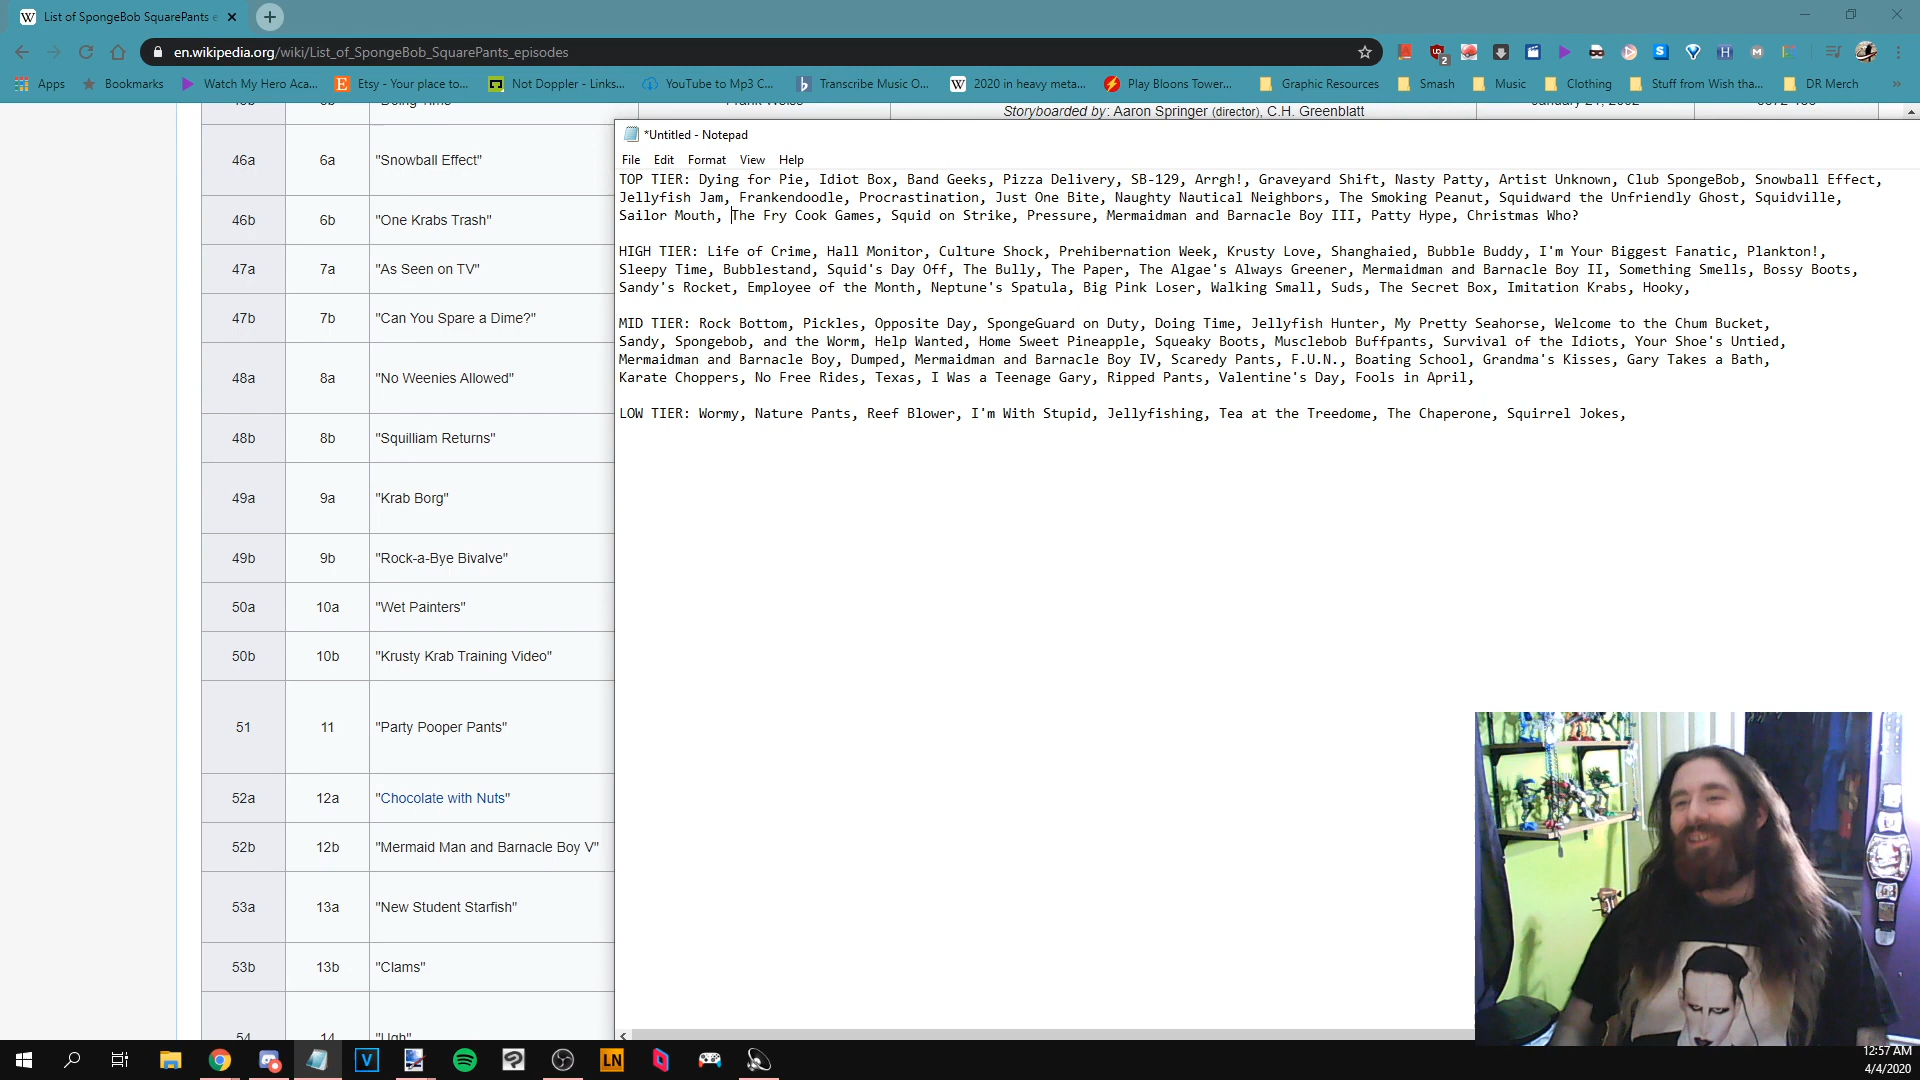 List of SpongeBob SquarePants e
en.wikipedia.org/wiki/List_of_SpongeBob_SquarePants_episodes
Apps
Bookmarks
Watch My Hero Aca...
Etsy - Your place to...
Not Doppler - Links...
YouTube to Mp3 C...
Transcribe Music O...
2020 in heavy meta...
Play Bloons Tower...
Graphic Resources
Smash
Music
Clothing
Stuff from Wish tha...
DR Merch
Storyboarded by: Aaron Springer (director), C.H. Greenblatt
46a 6a "Snowball Effect"
46b 6b "One Krabs Trash"
47a 7a "As Seen on TV"
47b 7b "Can You Spare a Dime?"
48a 8a "No Weenies Allowed"
48b 8b "Squilliam Returns"
49a 9a "Krab Borg"
49b 9b "Rock-a-Bye Bivalve"
50a 10a "Wet Painters"
50b 10b "Krusty Krab Training Video"
51 11 "Party Pooper Pants"
52a 12a "Chocolate with Nuts"
52b 12b "Mermaid Man and Barnacle Boy V"
53a 13a "New Student Starfish"
53b 13b "Clams"
54 14 "Ugh"
*Untitled - Notepad
File Edit Format View Help
TOP TIER: Dying for Pie, Idiot Box, Band Geeks, Pizza Delivery, SB-129, Arrgh!, Graveyard Shift, Nasty Patty, Artist Unknown, Club SpongeBob, Snowball Effect,
Jellyfish Jam, Frankendoodle, Procrastination, Just One Bite, Naughty Nautical Neighbors, The Smoking Peanut, Squidward the Unfriendly Ghost, Squidville,
Sailor Mouth, The Fry Cook Games, Squid on Strike, Pressure, Mermaidman and Barnacle Boy III, Patty Hype, Christmas Who?
HIGH TIER: Life of Crime, Hall Monitor, Culture Shock, Prehibernation Week, Krusty Love, Shanghaied, Bubble Buddy, I'm Your Biggest Fanatic, Plankton!,
Sleepy Time, Bubblestand, Squid's Day Off, The Bully, The Paper, The Algae's Always Greener, Mermaidman and Barnacle Boy II, Something Smells, Bossy Boots,
Sandy's Rocket, Employee of the Month, Neptune's Spatula, Big Pink Loser, Walking Small, Suds, The Secret Box, Imitation Krabs, Hooky,
MID TIER: Rock Bottom, Pickles, Opposite Day, SpongeGuard on Duty, Doing Time, Jellyfish Hunter, My Pretty Seahorse, Welcome to the Chum Bucket,
Sandy, Spongebob, and the Worm, Help Wanted, Home Sweet Pineapple, Squeaky Boots, Musclebob Buffpants, Survival of the Idiots, Your Shoe's Untied,
Mermaidman and Barnacle Boy, Dumped, Mermaidman and Barnacle Boy IV, Scaredy Pants, F.U.N., Boating School, Grandma's Kisses, Gary Takes a Bath,
Karate Choppers, No Free Rides, Texas, I Was a Teenage Gary, Ripped Pants, Valentine's Day, Fools in April,
LOW TIER: Wormy, Nature Pants, Reef Blower, I'm With Stupid, Jellyfishing, Tea at the Treedome, The Chaperone, Squirrel Jokes,
12:57 AM
4/4/2020